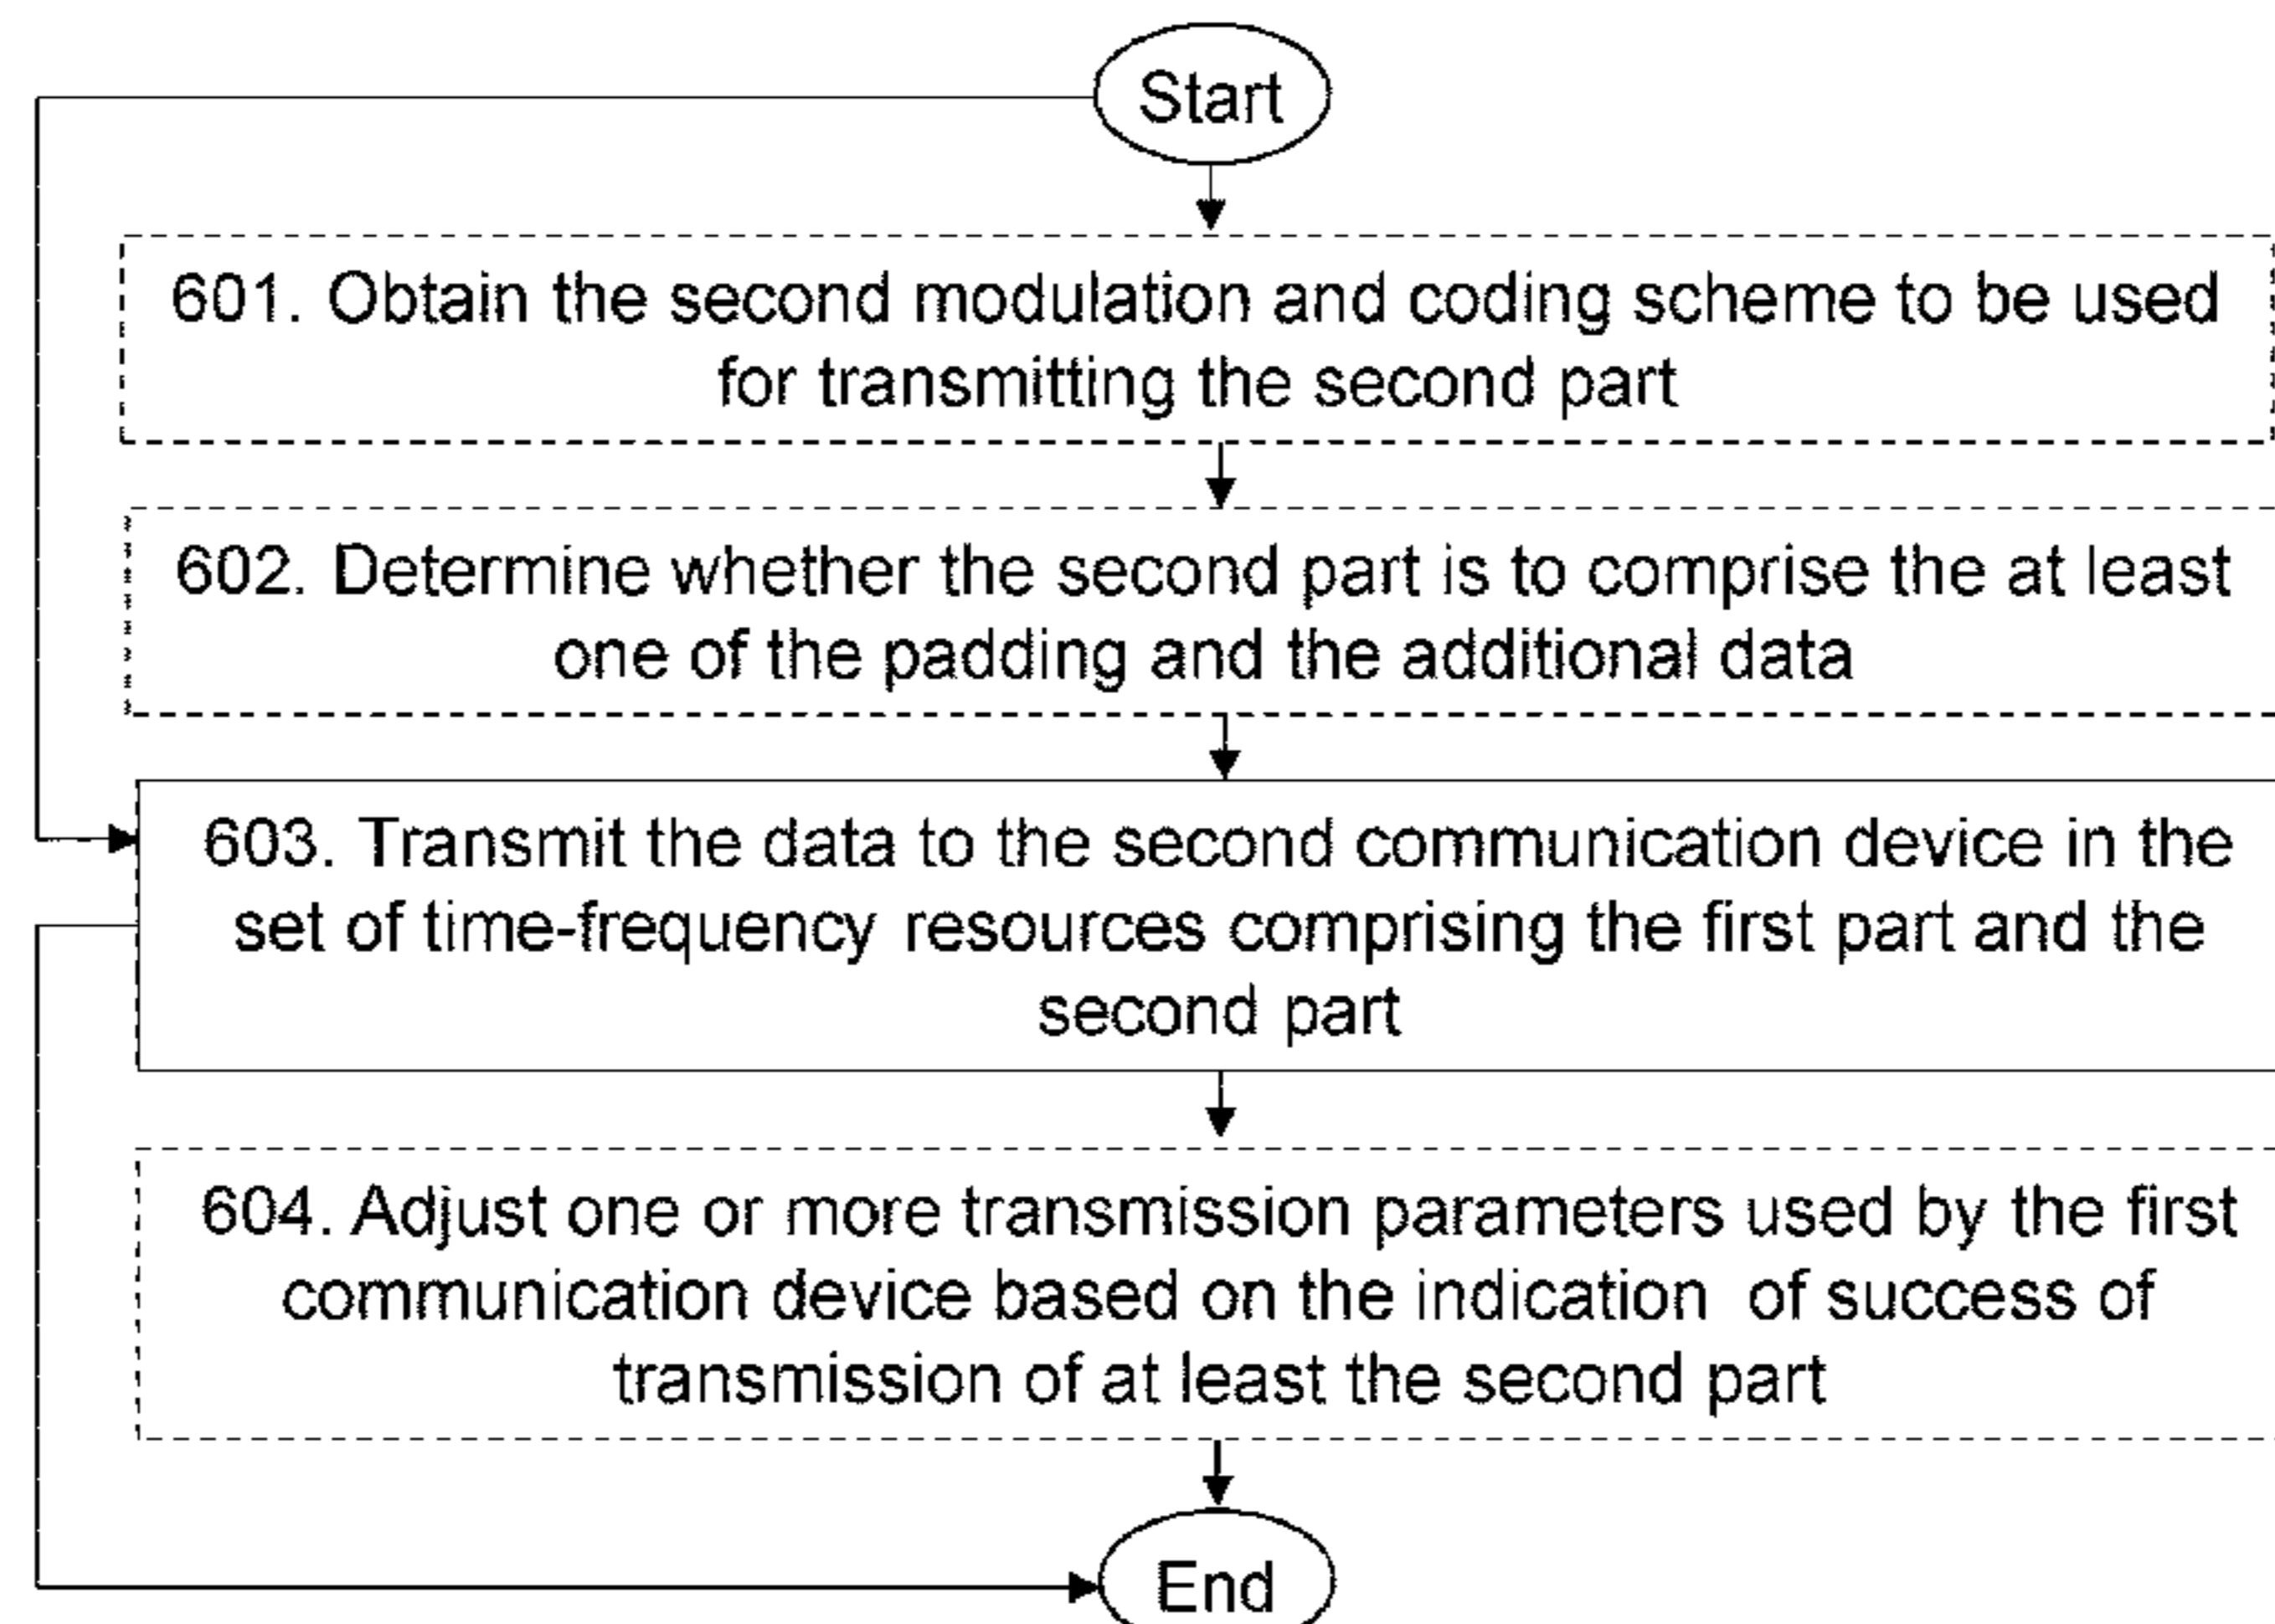 Start
601. Obtain the second modulation and coding scheme to be used
for transmitting the second part
602. Determine whether the second part is to comprise the at least
one of the padding and the additional data
603. Transmit the data to the second communication device in the
set of time-frequency resources comprising the first part and the
second part
604. Adjust one or more transmission parameters used by the first
communication device based on the indication of success of
transmission of at least the second part
End